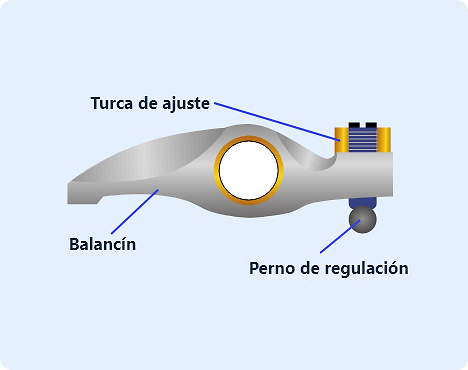 Turca de ajuste
Balancín
Perno de regulación